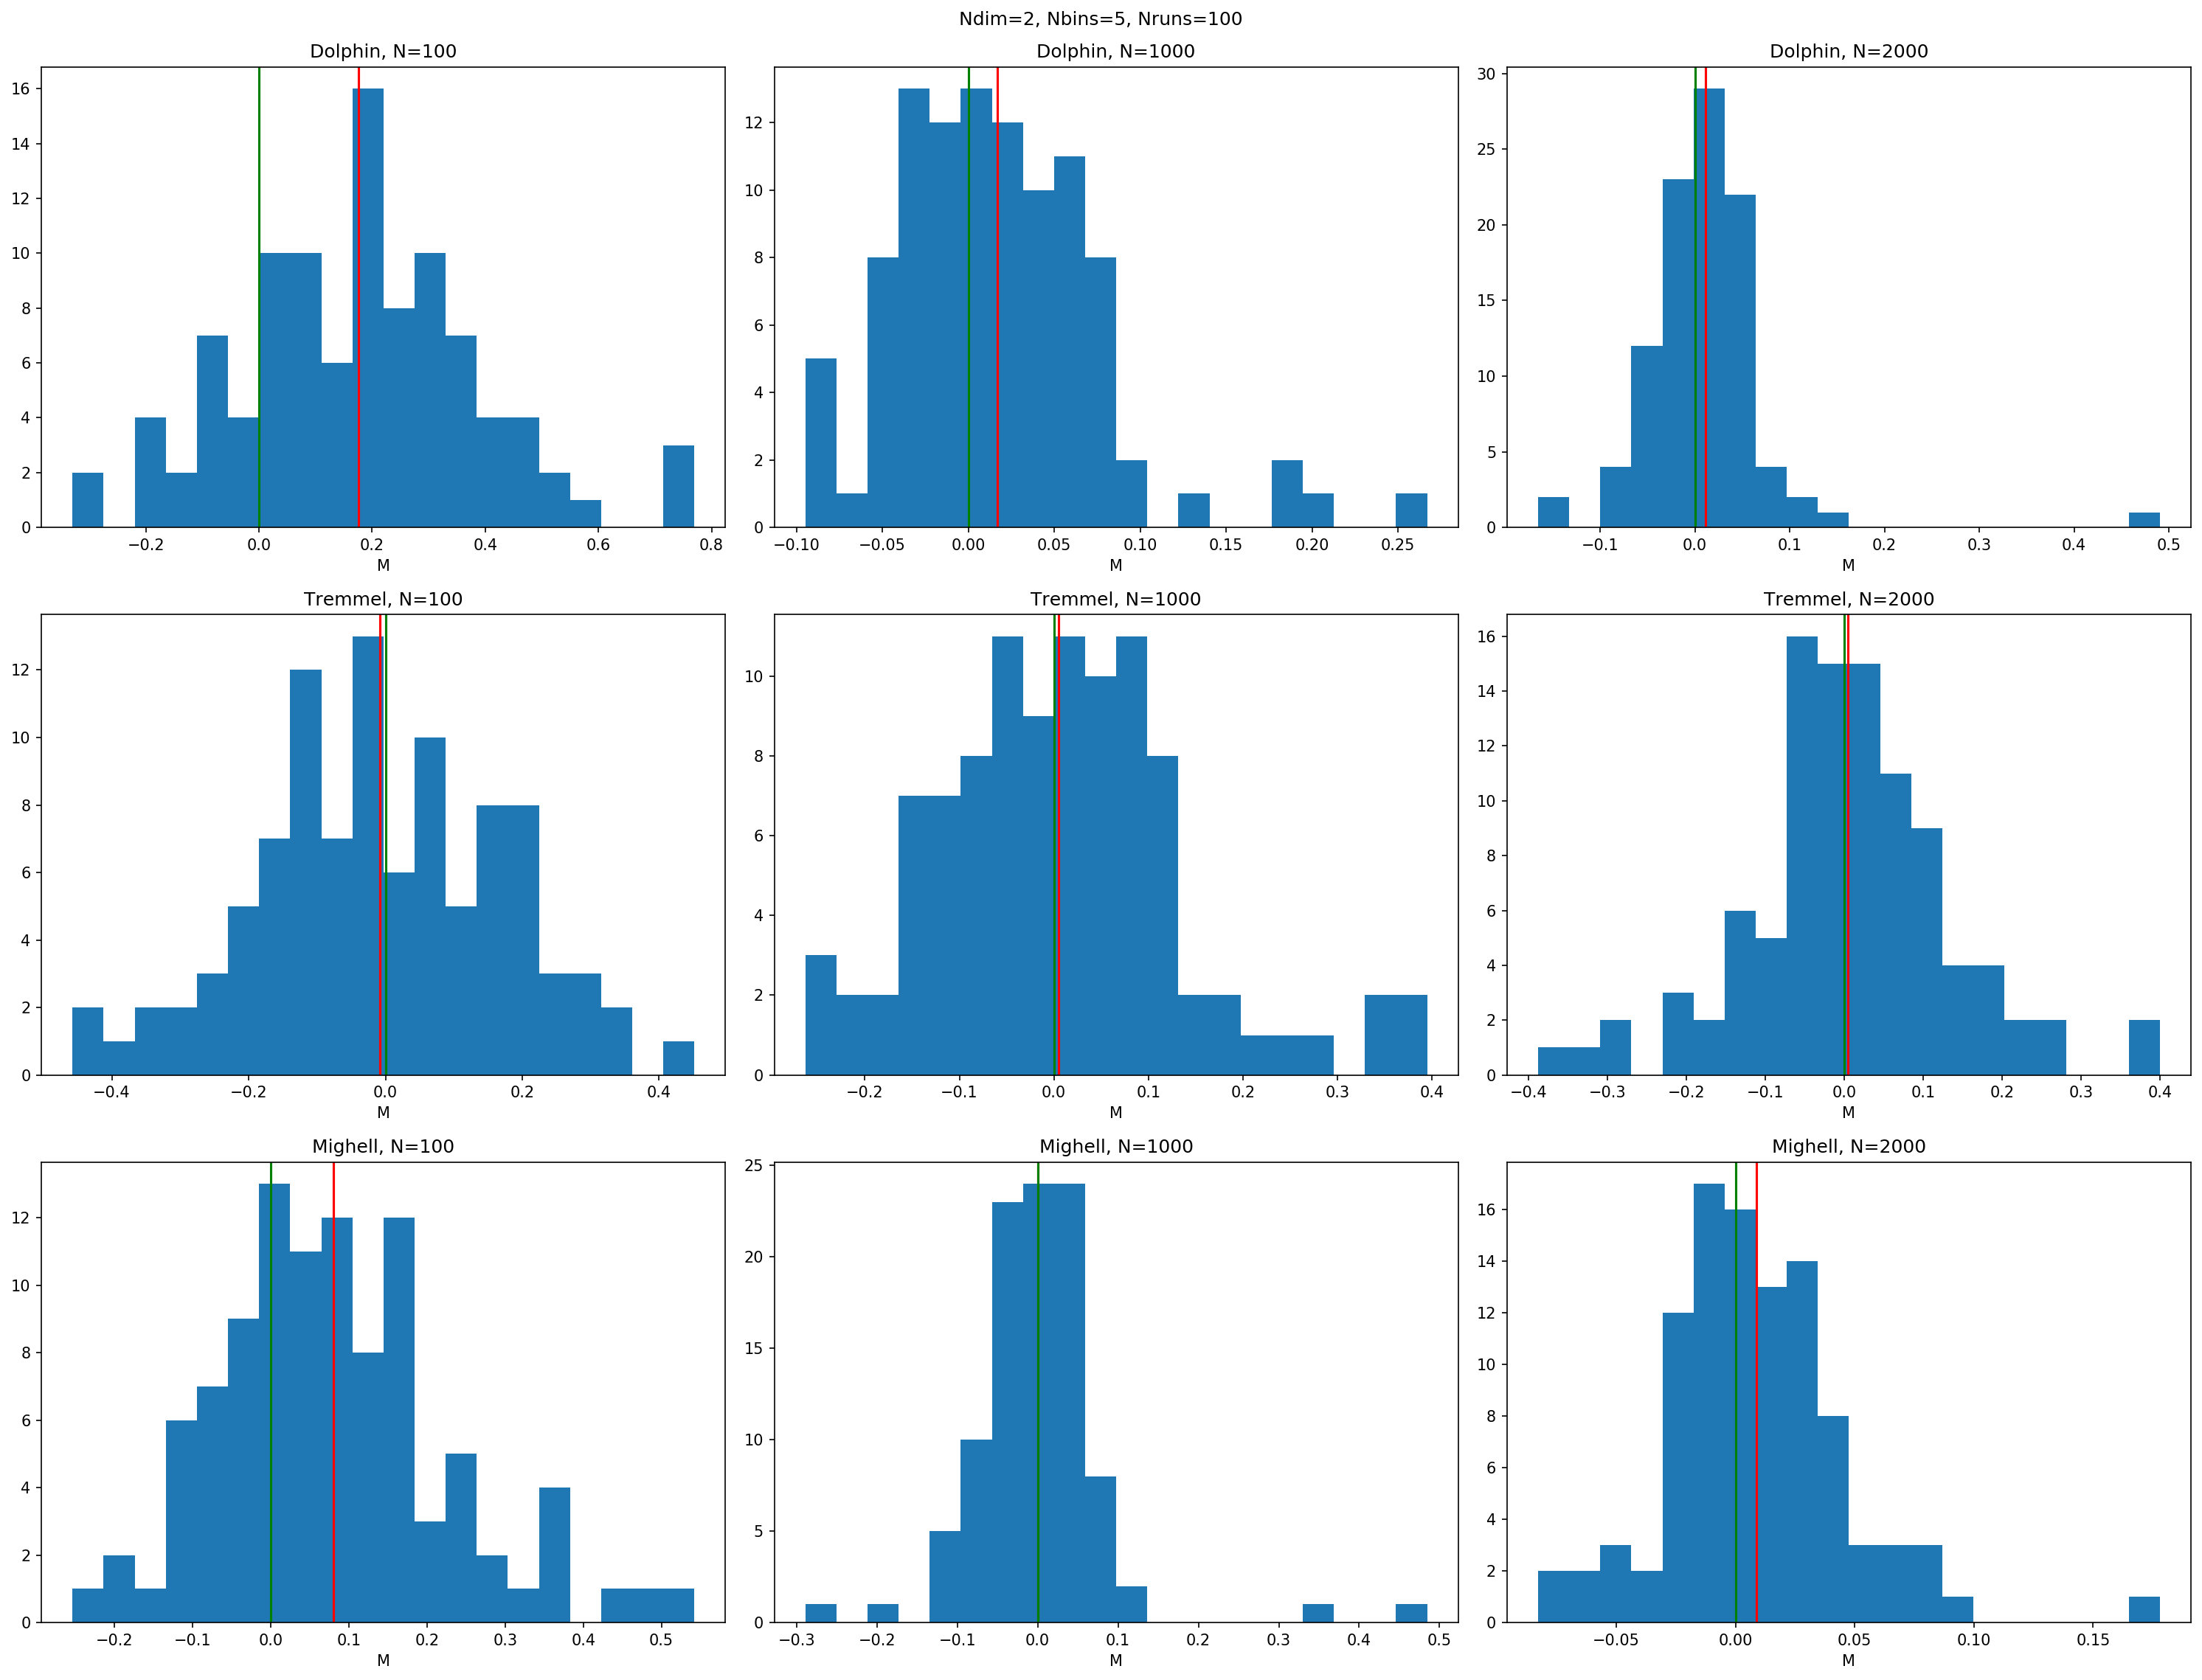 Ndim=2, Nbins=5, Nruns=100
Dolphin, N=100
16
14
12
10
8
6
4
2
0
−0.2 0.0 0.2 0.4 0.6 0.8
M
Dolphin, N=1000
12
10
8
6
4
2
0
−0.10 −0.05 0.00 0.05 0.10 0.15 0.20 0.25
M
Dolphin, N=2000
30
25
20
15
10
5
0
−0.1 0.0 0.1 0.2 0.3 0.4 0.5
M
Tremmel, N=100
12
10
8
6
4
2
0
−0.4 −0.2 0.0 0.2 0.4
M
Tremmel, N=1000
10
8
6
4
2
0
−0.2 −0.1 0.0 0.1 0.2 0.3 0.4
M
Tremmel, N=2000
16
14
12
10
8
6
4
2
0
−0.4 −0.3 −0.2 −0.1 0.0 0.1 0.2 0.3 0.4
M
Mighell, N=100
12
10
8
6
4
2
0
−0.2 −0.1 0.0 0.1 0.2 0.3 0.4 0.5
M
Mighell, N=1000
25
20
15
10
5
0
−0.3 −0.2 −0.1 0.0 0.1 0.2 0.3 0.4 0.5
M
Mighell, N=2000
16
14
12
10
8
6
4
2
0
−0.05 0.00 0.05 0.10 0.15
M